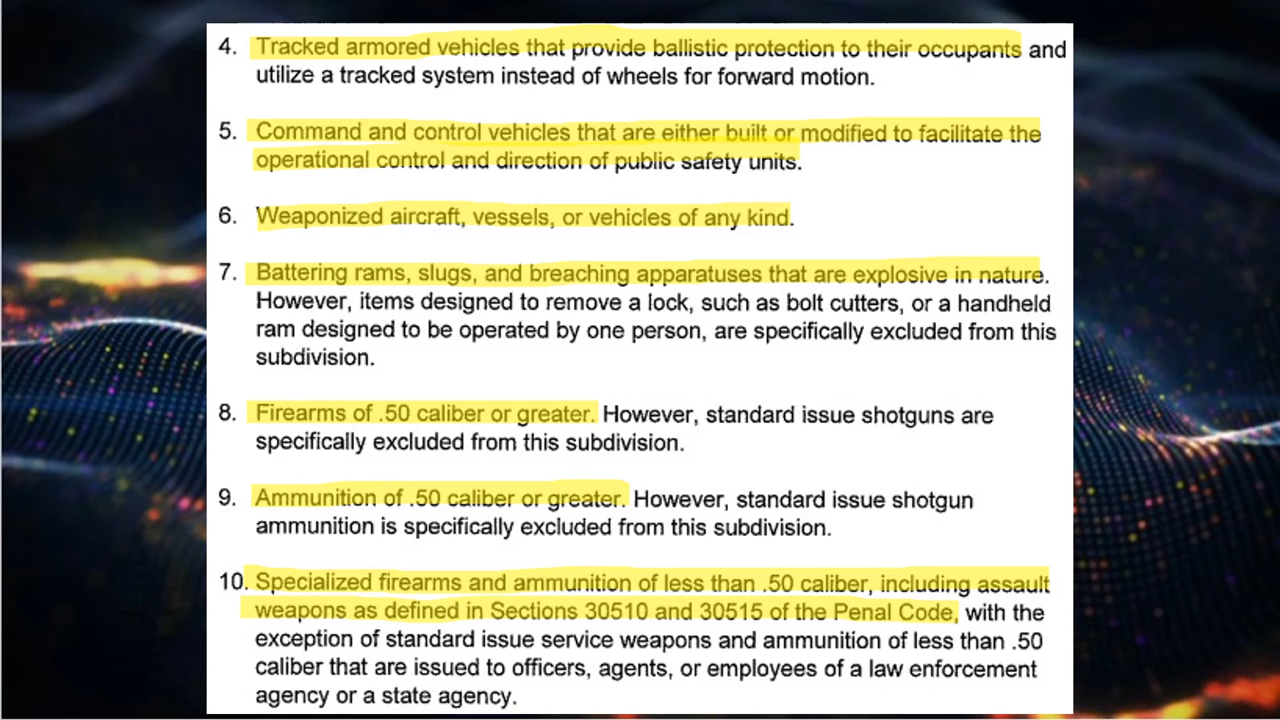 4. Tracked armored vehicles that provide ballistic protection to their occupants and
utilize a tracked system instead of wheels for forward motion.
5. Command and control vehicles that are either built or modified to facilitate the
operational control and direction of public safety units.
6. Weaponized aircraft, vessels, or vehicles of any kind.
7. Battering rams, slugs, and breaching apparatuses that are explosive in nature.
However, items designed to remove a lock, such as bolt cutters, or a handheld
ram designed to be operated by one person, are specifically excluded from this
subdivision.
8. Firearms of .50 caliber or greater. However, standard issue shotguns are
specifically excluded from this subdivision.
9. Ammunition of .50 caliber or greater. However, standard issue shotgun
ammunition is specifically excluded from this subdivision.
10. Specialized firearms and ammunition of less than .50 caliber, including assault
weapons as defined in Sections 30510 and 30515 of the Penal Code, with the
exception of standard issue service weapons and ammunition of less than .50
caliber that are issued to officers, agents, or employees of a law enforcement
agency or a state agency.